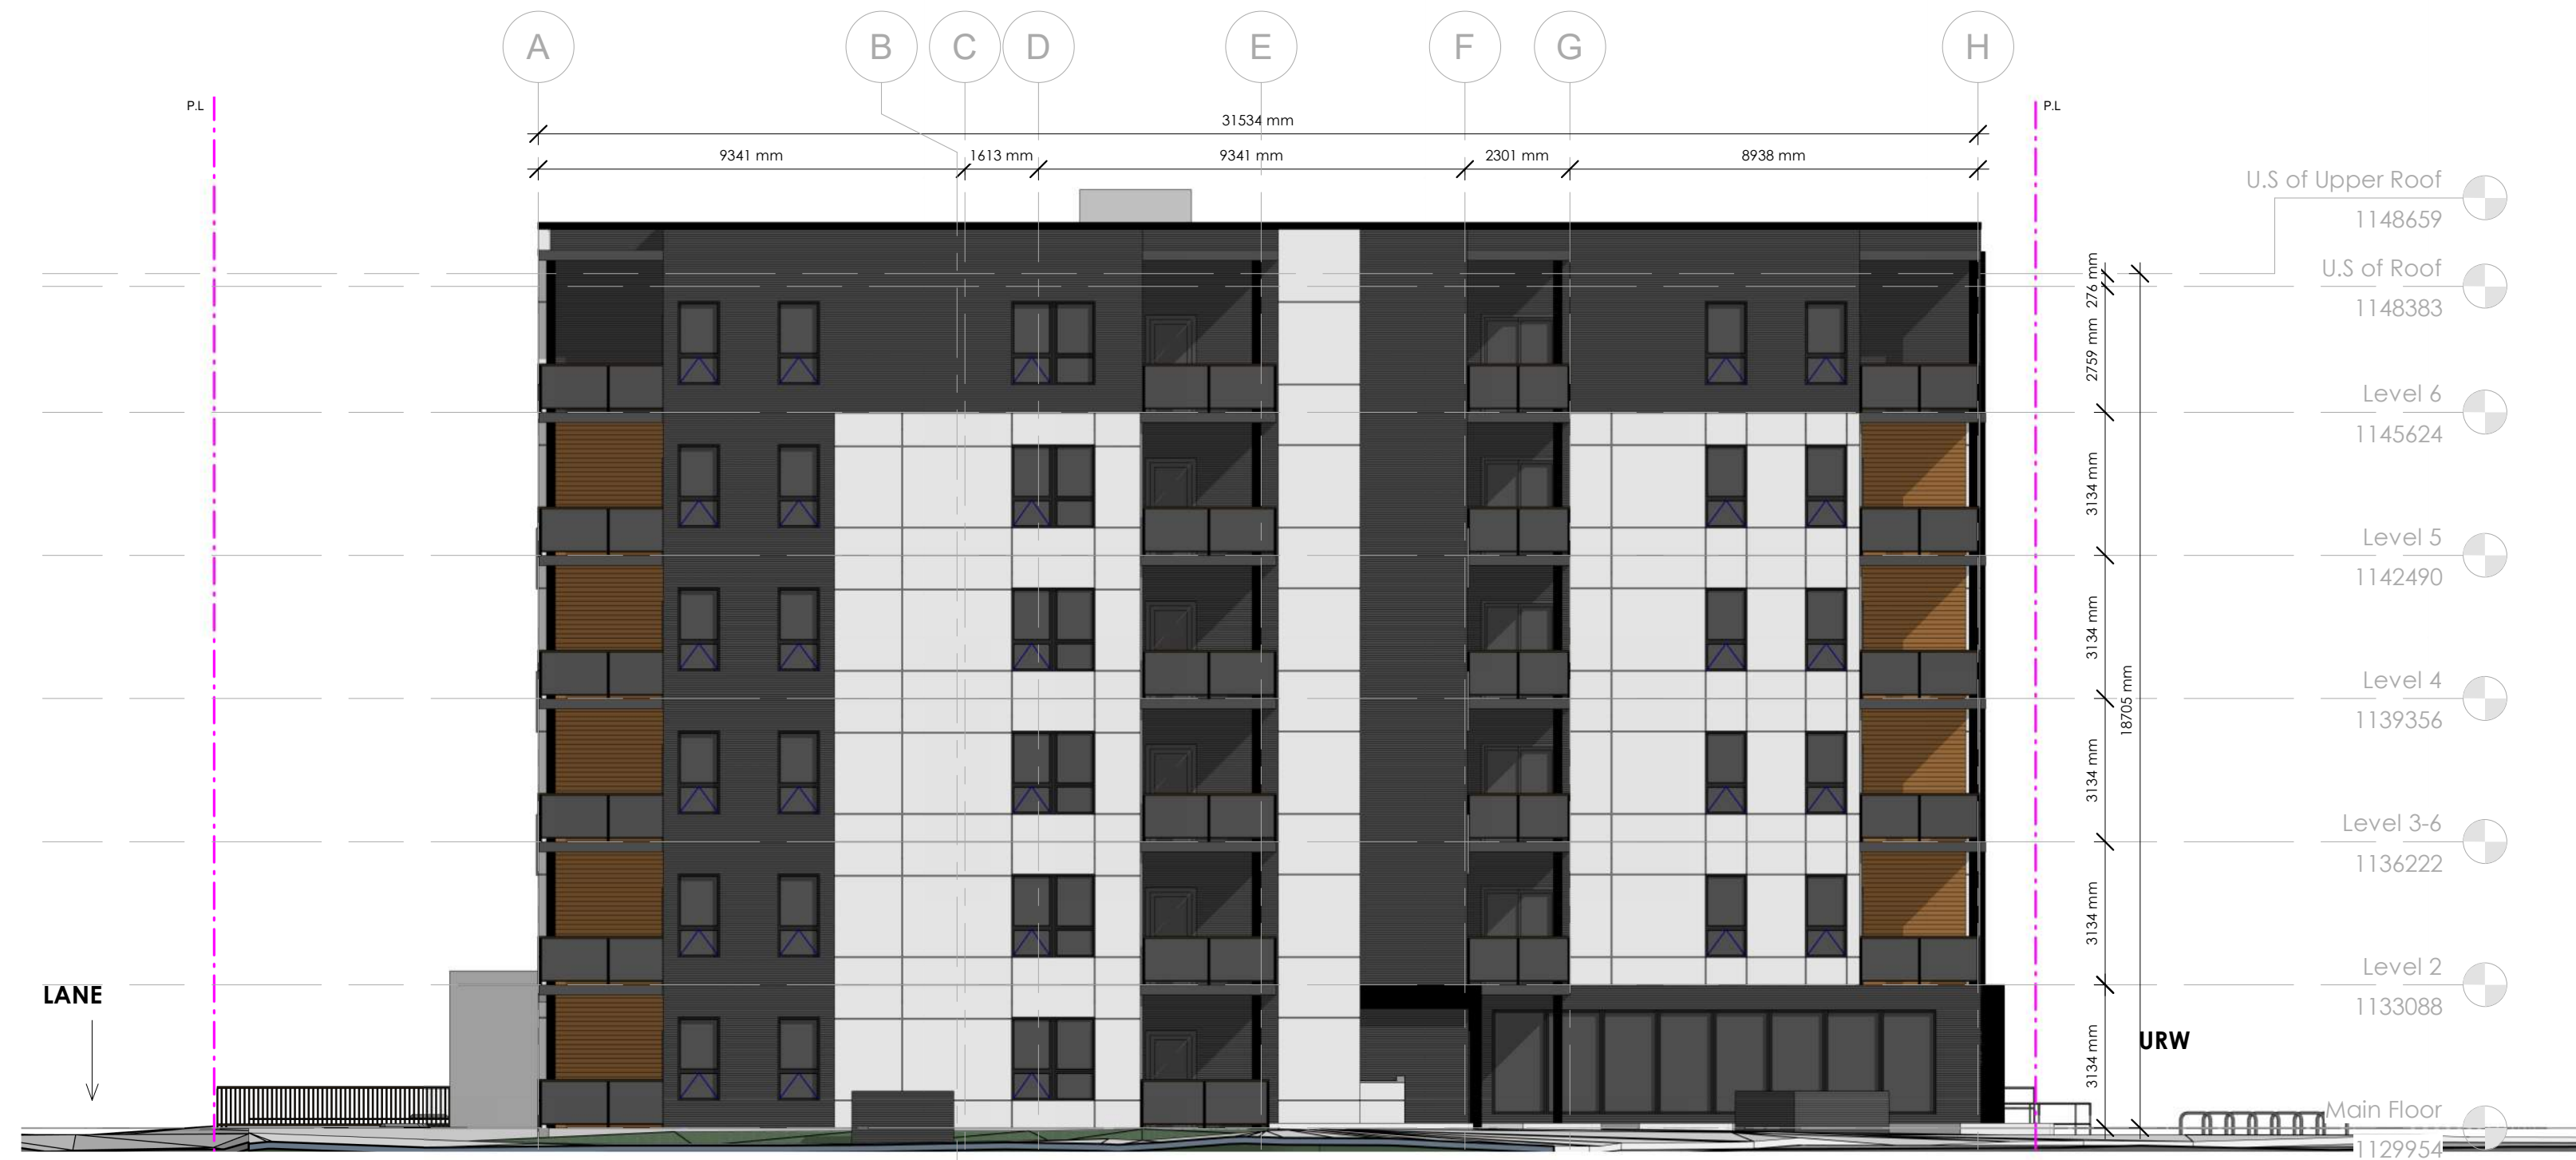 A B C D E F G H
P.L P.L
31534 mm
9341 mm 1613 mm 9341 mm 2301 mm 8938 mm
U.S of Upper Roof
1148659
276 mm
U.S of Roof
1148383
2759 mm
Level 6
1145624
3134 mm
Level 5
1142490
3134 mm
Level 4
1139356
18705 mm
3134 mm
Level 3-6
1136222
3134 mm
Level 2
1133088
LANE
URW
3134 mm
Main Floor
1129954